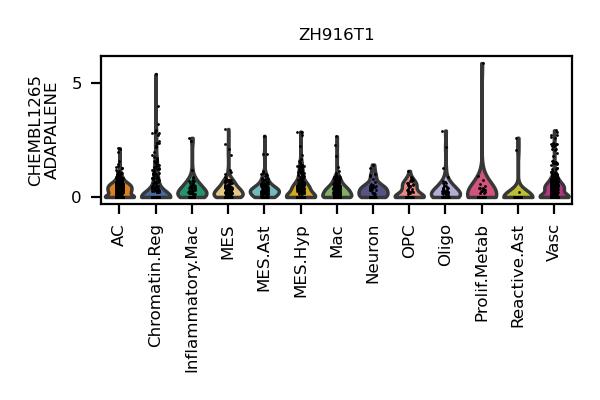 ZH916T1
CHEMBL1265
ADAPALENE
5
0
AC
Chromatin.Reg
Inflammatory.Mac
MES
MES.Ast
MES.Hyp
Mac
Neuron
OPC
Oligo
Prolif.Metab
Reactive.Ast
Vasc